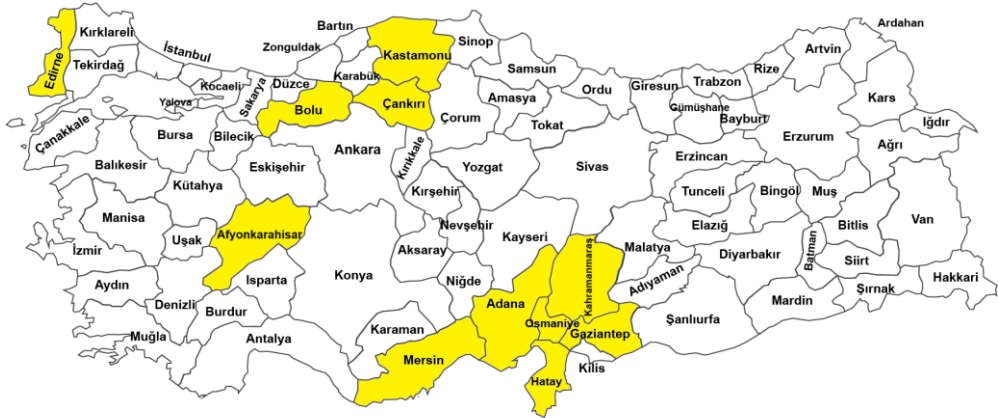 Ardahan
Kırklareli
Bartın
Sinop
Artvin
İstanbul
Zonguldak
Kastamonu
Edirne
Tekirdağ
Samsun
Rize
Karabük
Trabzon
Kocaeli
Düzce
Giresun
Ordu
Sakarya
Kars
Yalova
Amasya
Çankırı
Gümüşhane
Bolu
Çorum
Bayburt
Iğdır
Çanakkale
Tokat
Bursa
Bilecik
Erzurum
Ağrı
Ankara
Kırıkkale
Erzincan
Balıkesir
Eskişehir
Yozgat
Sivas
Kütahya
Kırşehir
Tunceli
Bingöl
Muş
Manisa
Van
Nevşehir
Elazığ
Bitlis
Afyonkarahisar
Uşak
Kayseri
İzmir
Aksaray
Malatya
Diyarbakır
Batman
Siirt
Konya
Isparta
Niğde
Kahramanmaraş
Adıyaman
Hakkari
Aydın
Şırnak
Mardin
Denizli
Adana
Burdur
Şanlıurfa
Osmaniye
Karaman
Gaziantep
Muğla
Antalya
Mersin
Kilis
Hatay